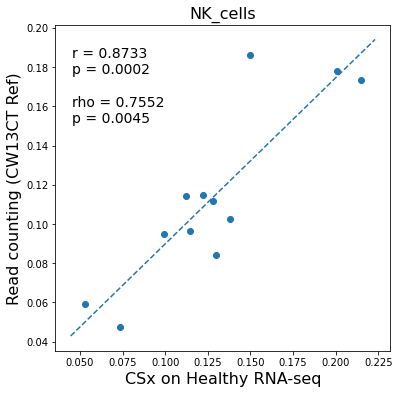 NK_cells
r = 0.8733
p = 0.0002
rho = 0.7552
p = 0.0045
Read counting (CW13CT Ref)
0.20
0.18
0.16
0.14
0.12
0.10
0.08
0.06
0.04
0.050 0.075 0.100 0.125 0.150 0.175 0.200 0.225
CSx on Healthy RNA-seq